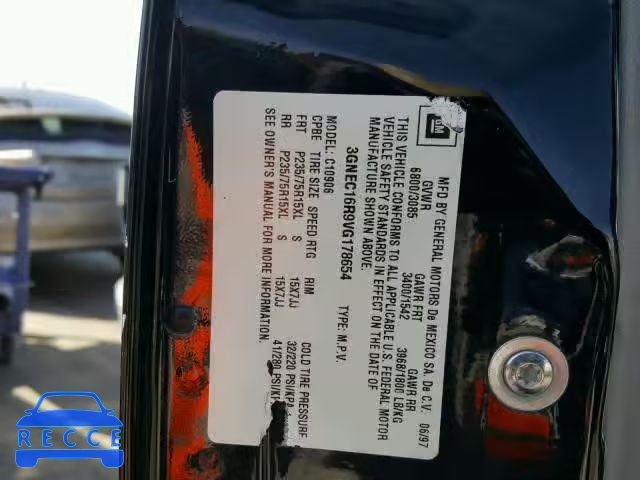 GM
MFD BY GENERAL MOTORS De MEXICO SA. De C.V. 06/97
GVWR GAWR FRT GAWR RR
6800/3085 3400/1542 3968/1800 LB/KG
THIS VEHICLE CONFORMS TO ALL APPLICABLE U.S. FEDERAL MOTOR
VEHICLE SAFETY STANDARDS IN EFFECT ON THE DATE OF
MANUFACTURE SHOWN ABOVE.
3GNEC16R9VG178654 TYPE: M.P.V.
MODEL: C10906
CPBE TIRE SIZE SPEED RTG RIM COLD TIRE PRESSURE
FRT P235/75R15XL S 15X7JJ 32/220 PSI/KPA
RR P235/75R15XL S 15X7JJ 41/280 PSI/
SEE OWNER'S MANUAL FOR MORE INFORMATION.
RECCE